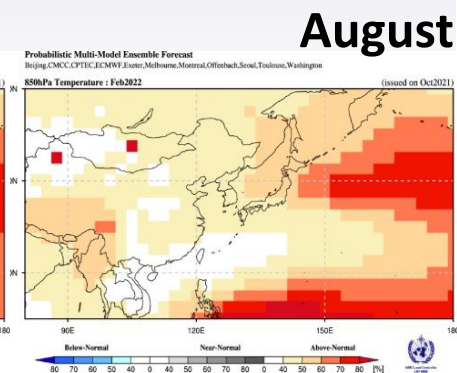 August
Probabilistic Multi-Model Ensemble Forecast
Beijing,CMCC,CPTEC,ECMWF,Exeter,Melbourne,Montreal,Offenbach,Seoul,Toulouse,Washington
850hPa Temperature : Feb2022 (issued on Oct2021)
180 90E 120E 150E 180
Below-Normal Near-Normal Above-Normal
80 70 60 50 40 0 40 50 60 70 80 0 40 50 60 70 80 [%]